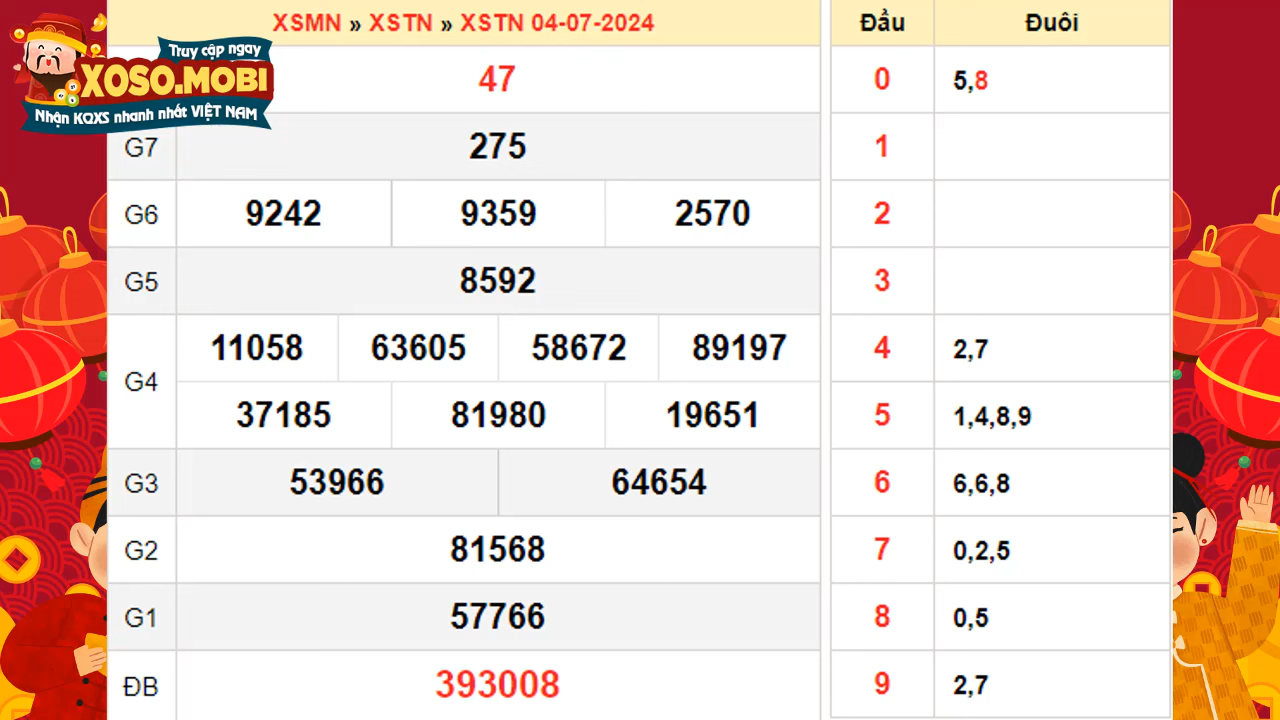 XSMN » XSTN » XSTN 04-07-2024
Truy cập ngay
XOSO.MOBI
Nhận KQXS nhanh nhất VIỆT NAM
47
G7 275
G6 9242 9359 2570
G5 8592
G4 11058 63605 58672 89197
37185 81980 19651
G3 53966 64654
G2 81568
G1 57766
ĐB 393008
Đầu Đuôi
0 5,8
1
2
3
4 2,7
5 1,4,8,9
6 6,6,8
7 0,2,5
8 0,5
9 2,7